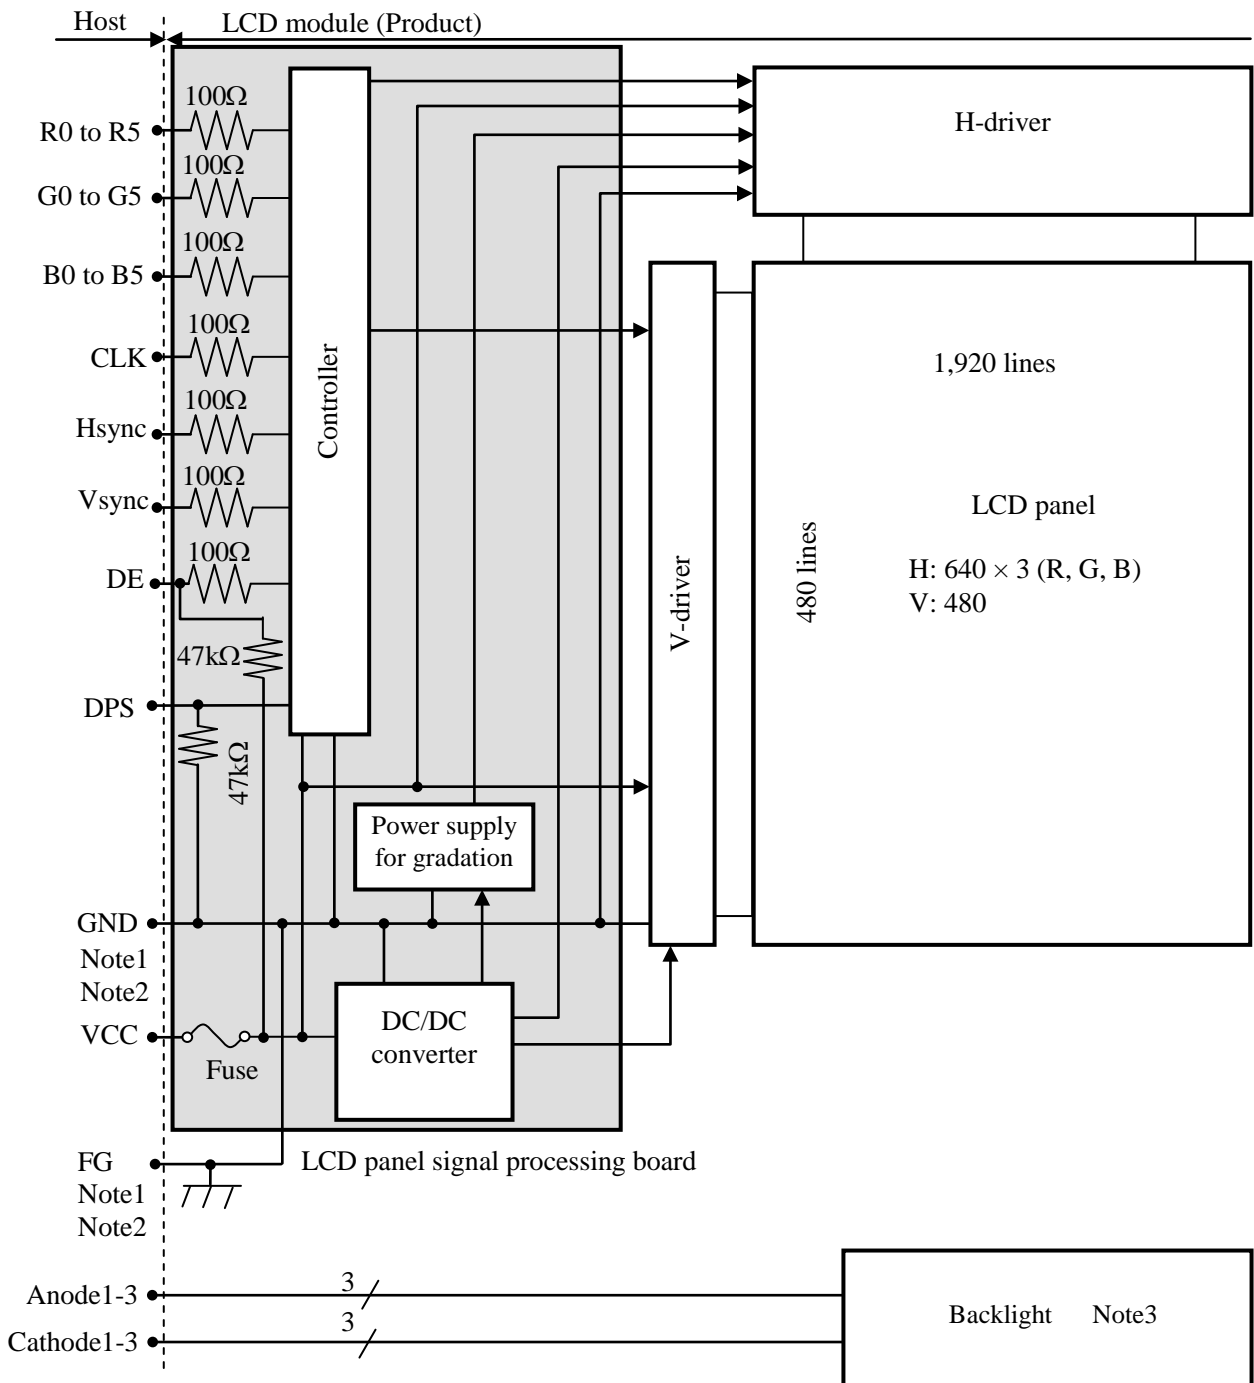 Host
LCD module (Product)
100Ω
R0 to R5
100Ω
G0 to G5
100Ω
B0 to B5
100Ω
CLK
100Ω
Hsync
100Ω
Vsync
100Ω
DE
47kΩ
DPS
47kΩ
Controller
H-driver
V-driver
1,920 lines
480 lines
LCD panel
H: 640 × 3 (R, G, B)
V: 480
Power supply
for gradation
GND
Note1
Note2
VCC
Fuse
DC/DC
converter
FG
Note1
Note2
LCD panel signal processing board
Anode1-3
3
Cathode1-3
3
Backlight Note3